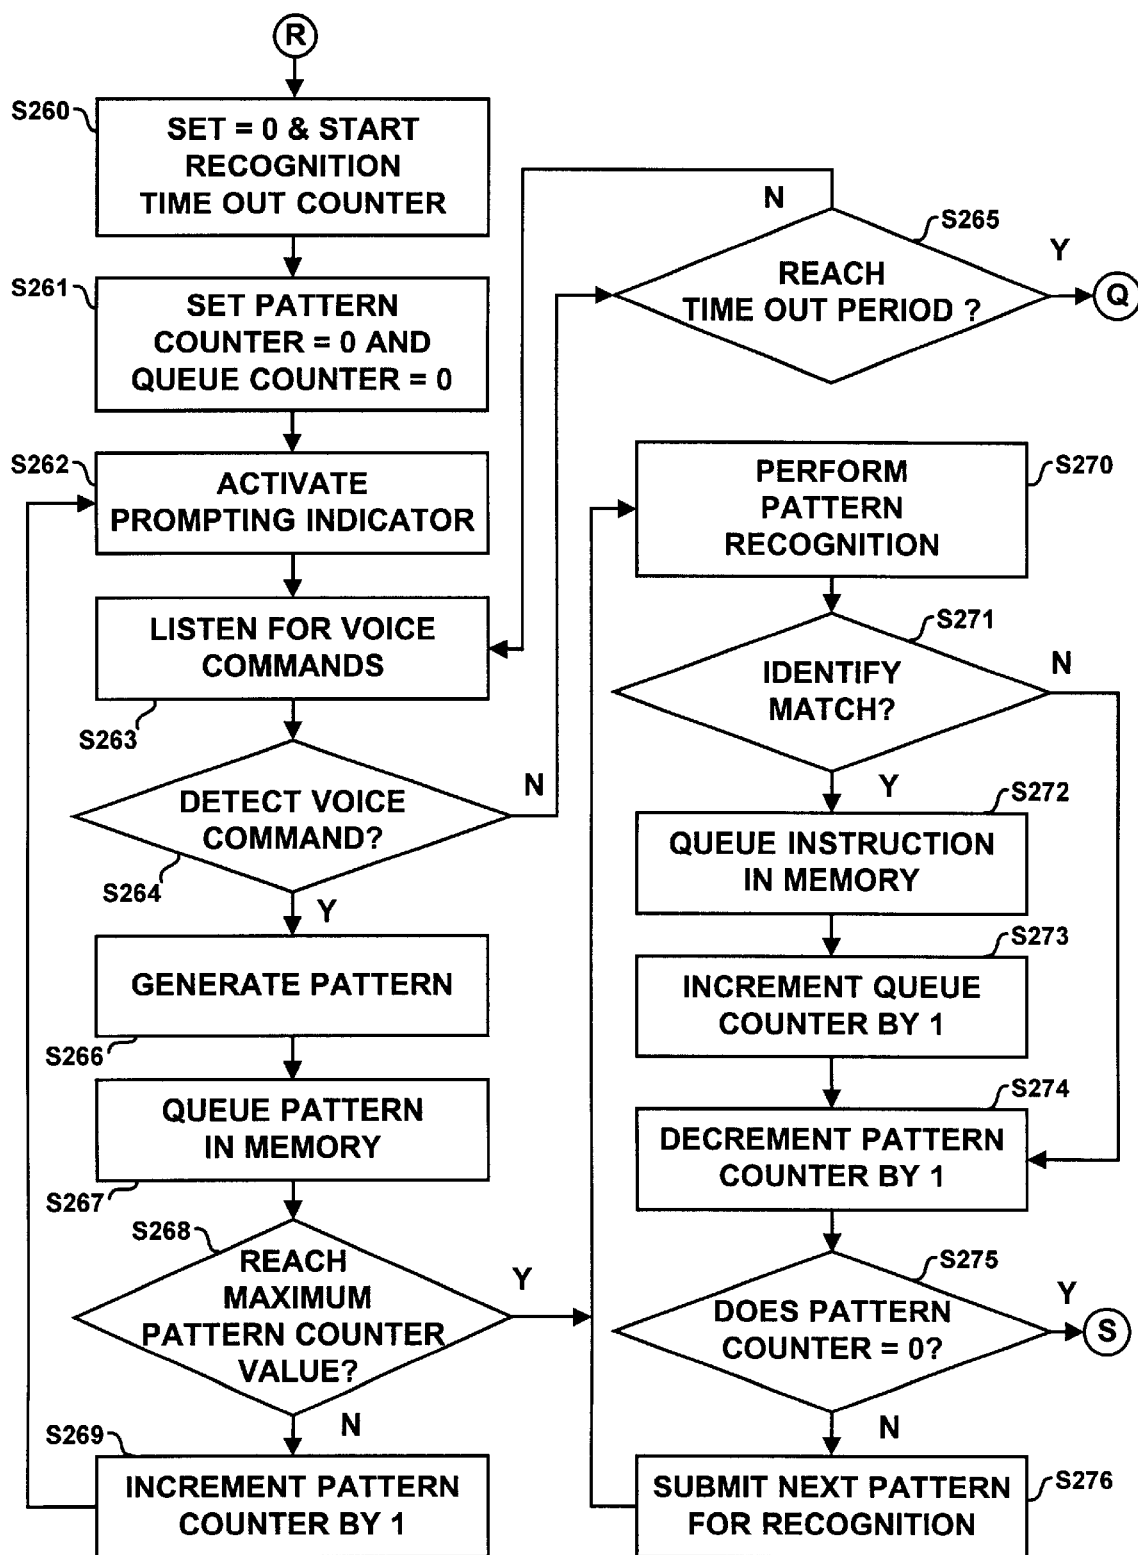 R
S260
SET = 0 & START
RECOGNITION
TIME OUT COUNTER
S261
SET PATTERN
COUNTER = 0 AND
QUEUE COUNTER = 0
S262
ACTIVATE
PROMPTING INDICATOR
LISTEN FOR VOICE
COMMANDS
S263
DETECT VOICE
COMMAND?
N
S264
Y
GENERATE PATTERN
S266
QUEUE PATTERN
IN MEMORY
S267
S268
REACH
MAXIMUM
PATTERN COUNTER
VALUE?
Y
N
S269
INCREMENT PATTERN
COUNTER BY 1
N
S265
REACH
TIME OUT PERIOD ?
Y
Q
PERFORM
PATTERN
RECOGNITION
S270
S271
IDENTIFY
MATCH?
N
Y
S272
QUEUE INSTRUCTION
IN MEMORY
S273
INCREMENT QUEUE
COUNTER BY 1
S274
DECREMENT PATTERN
COUNTER BY 1
S275
DOES PATTERN
COUNTER = 0?
Y
S
N
SUBMIT NEXT PATTERN
FOR RECOGNITION
S276